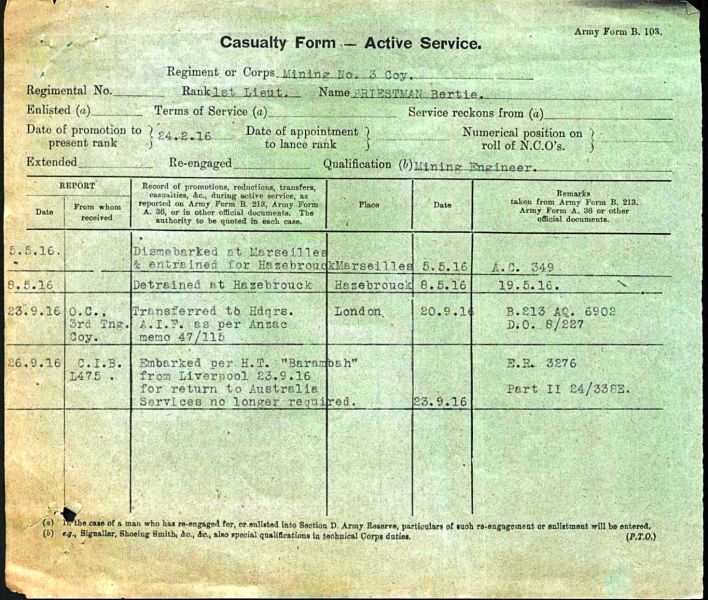 Army Form B. 103.
Casualty Form — Active Service.
Regiment or Corps Mining No. 3 Coy.
Regimental No. Rank 1st Lieut. Name PRIESTMAN Bertie.
Enlisted (a) Terms of Service (a) Service reckons from (a)
Date of promotion to present rank } 24.2.16 Date of appointment to lance rank } Numerical position on roll of N.C.O's. }
Extended Re-engaged Qualification (b) Mining Engineer.
REPORT
Date
From whom received
Record of promotions, reductions, transfers,
casualties, &c., during active service, as
reported on Army Form B. 213, Army Form
A. 36, or in other official documents. The
authority to be quoted in each case.
Place
Date
Remarks
taken from Army Form B. 213.
Army Form A. 36 or other
official documents.
5.5.16. Dismebarked at Marseilles
& entrained for Hazebrouck Marseilles 5.5.16 A.C. 349
8.5.16 Detrained at Hazebrouck Hazebrouck 8.5.16 19.5.16.
23.9.16 O.C., Transferred to Hdqrs. London 20.9.16 B.213 AQ. 6902
3rd Tng. A.I.F. as per Anzac D.O. 8/227
Coy. memo 47/115
26.9.16 C.I.B. Embarked per H.T. "Barambah" E.R. 3276
L475 . from Liverpool 23.9.16
for return to Australia Part II 24/338E.
Services no longer required. 23.9.16
(a) In the case of a man who has re-engaged for, or enlisted into Section D. Army Reserve, particulars of such re-engagement or enlistment will be entered.
(b) e.g., Signaller, Shoeing Smith, &c., &c., also special qualifications in technical Corps duties. (P.T.O.)